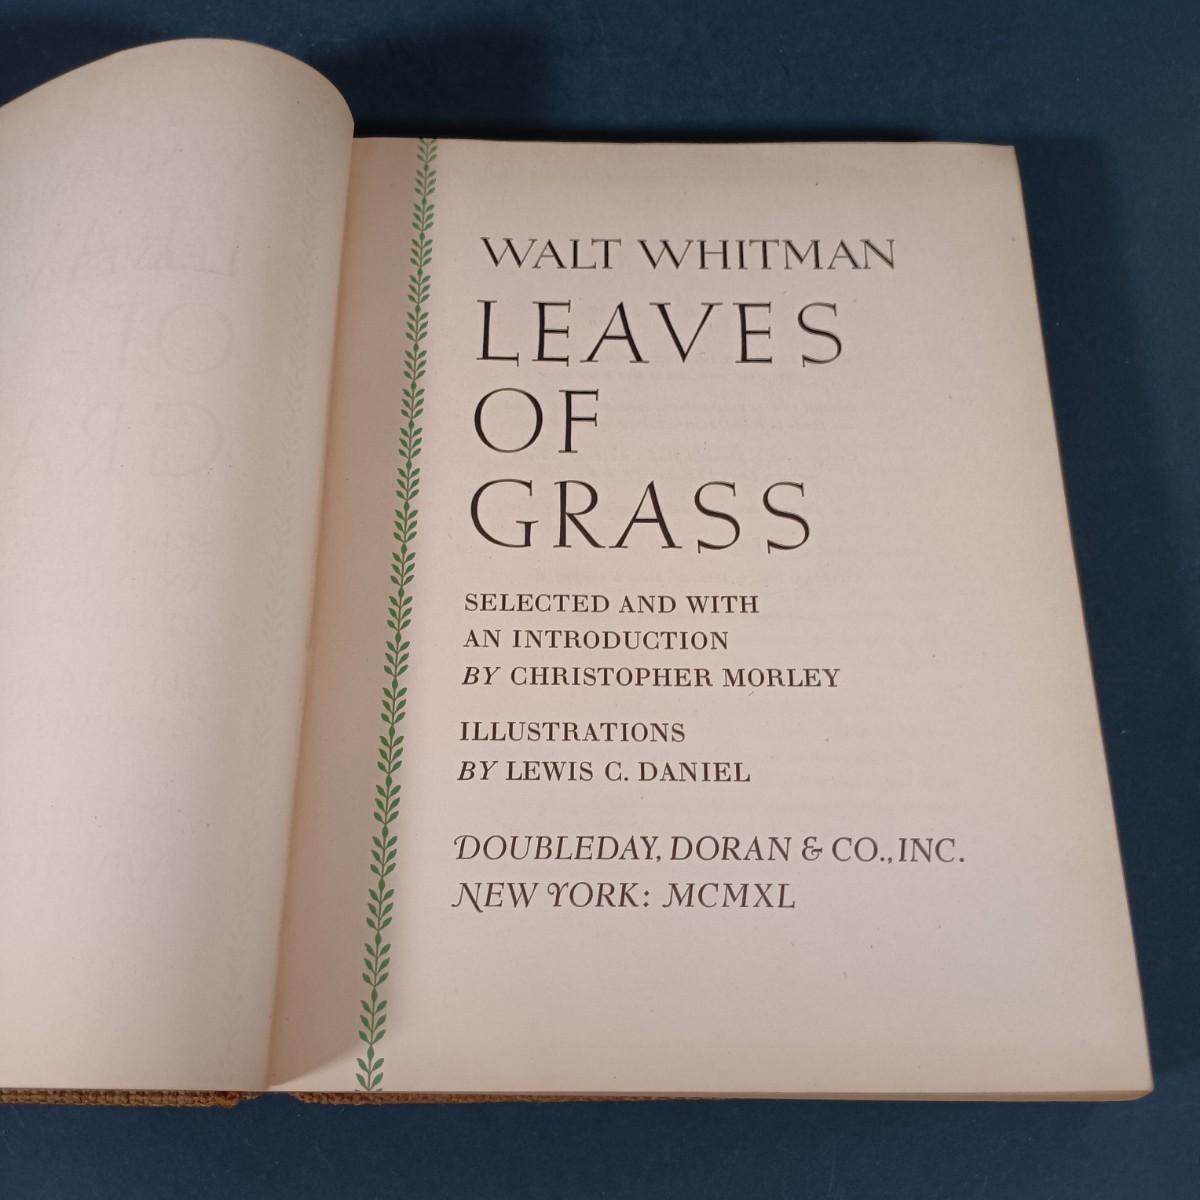 WALT WHITMAN
LEAVES
OF
GRASS
SELECTED AND WITH
AN INTRODUCTION
BY CHRISTOPHER MORLEY
ILLUSTRATIONS
BY LEWIS C. DANIEL
DOUBLEDAY, DORAN & CO., INC.
NEW YORK: MCMXL